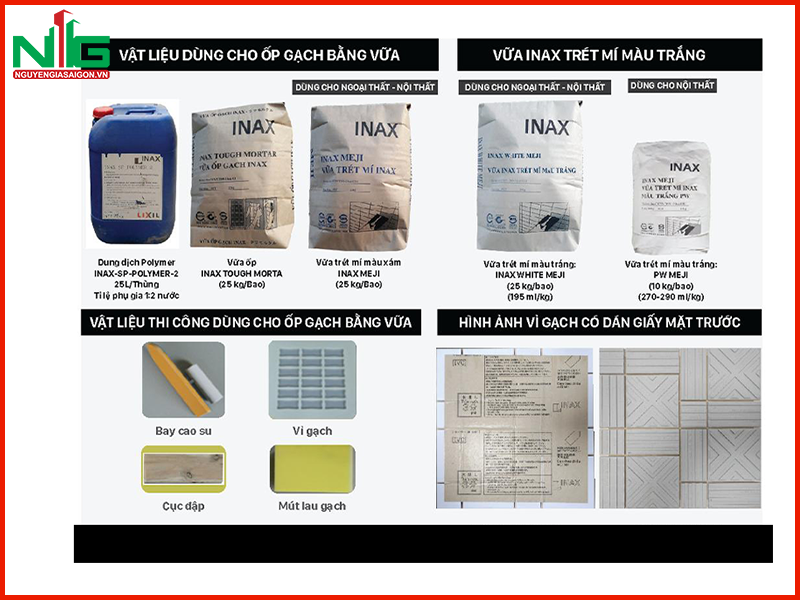 NTG
NGUYENGIASAIGON.VN
VẬT LIỆU DÙNG CHO ỐP GẠCH BẰNG VỮA
DÙNG CHO NGOẠI THẤT - NỘI THẤT
INAX
LIXIL
INAX
INAX TOUGH MORTAR
VỮA ỐP GẠCH INAX
INAX
INAX MEJI
VỮA TRÉT MÍ INAX
Dung dịch Polymer
INAX-SP-POLYMER-2
25L/Thùng
Tỉ lệ phụ gia 1:2 nước
Vữa ốp
INAX TOUGH MORTA
(25 kg/Bao)
Vữa trét mí màu xám
INAX MEJI
(25 kg/Bao)
VỮA INAX TRÉT MÍ MÀU TRẮNG
DÙNG CHO NGOẠI THẤT - NỘI THẤT
DÙNG CHO NỘI THẤT
INAX
INAX WHITE MEJI
VỮA INAX TRÉT MÍ MÀU TRẮNG
INAX
INAX MEJI
VỮA TRÉT MÍ INAX
MÀU TRẮNG PW
Vữa trét mí màu trắng:
INAX WHITE MEJI
(25 kg/bao)
(195 ml/kg)
Vữa trét mí màu trắng:
PW MEJI
(10 kg/bao)
(270-290 ml/kg)
VẬT LIỆU THI CÔNG DÙNG CHO ỐP GẠCH BẰNG VỮA
Bay cao su
Vỉ gạch
Cục dập
Mút lau gạch
HÌNH ẢNH VỈ GẠCH CÓ DÁN GIẤY MẶT TRƯỚC
INAX
INAX